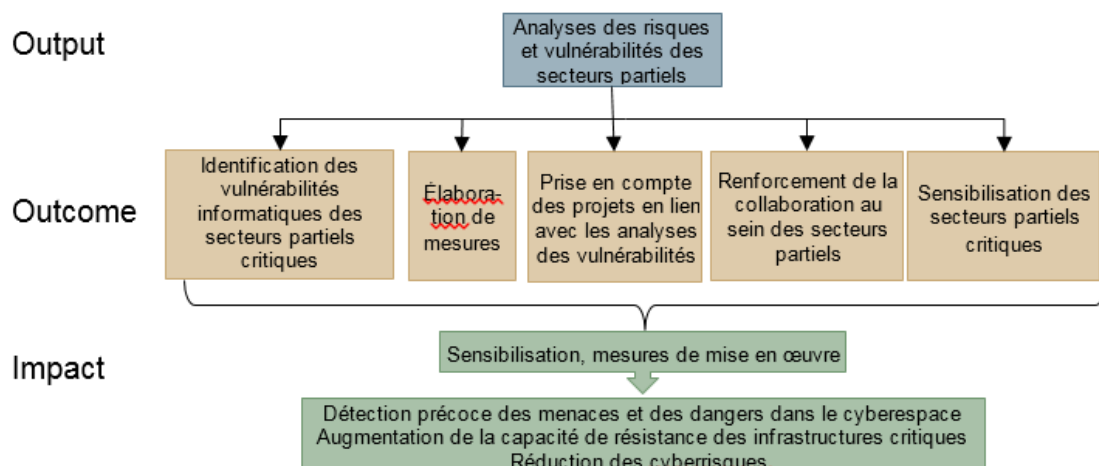 Output
Analyses des risques
et vulnérabilités des
secteurs partiels
Outcome
Identification des
vulnérabilités
informatiques des
secteurs partiels
critiques
Élabora-
tion de
mesures
Prise en compte
des projets en lien
avec les analyses
des vulnérabilités
Renforcement de la
collaboration au
sein des secteurs
partiels
Sensibilisation des
secteurs partiels
critiques
Impact
Sensibilisation, mesures de mise en œuvre
Détection précoce des menaces et des dangers dans le cyberespace
Augmentation de la capacité de résistance des infrastructures critiques
Réduction des cyberrisques